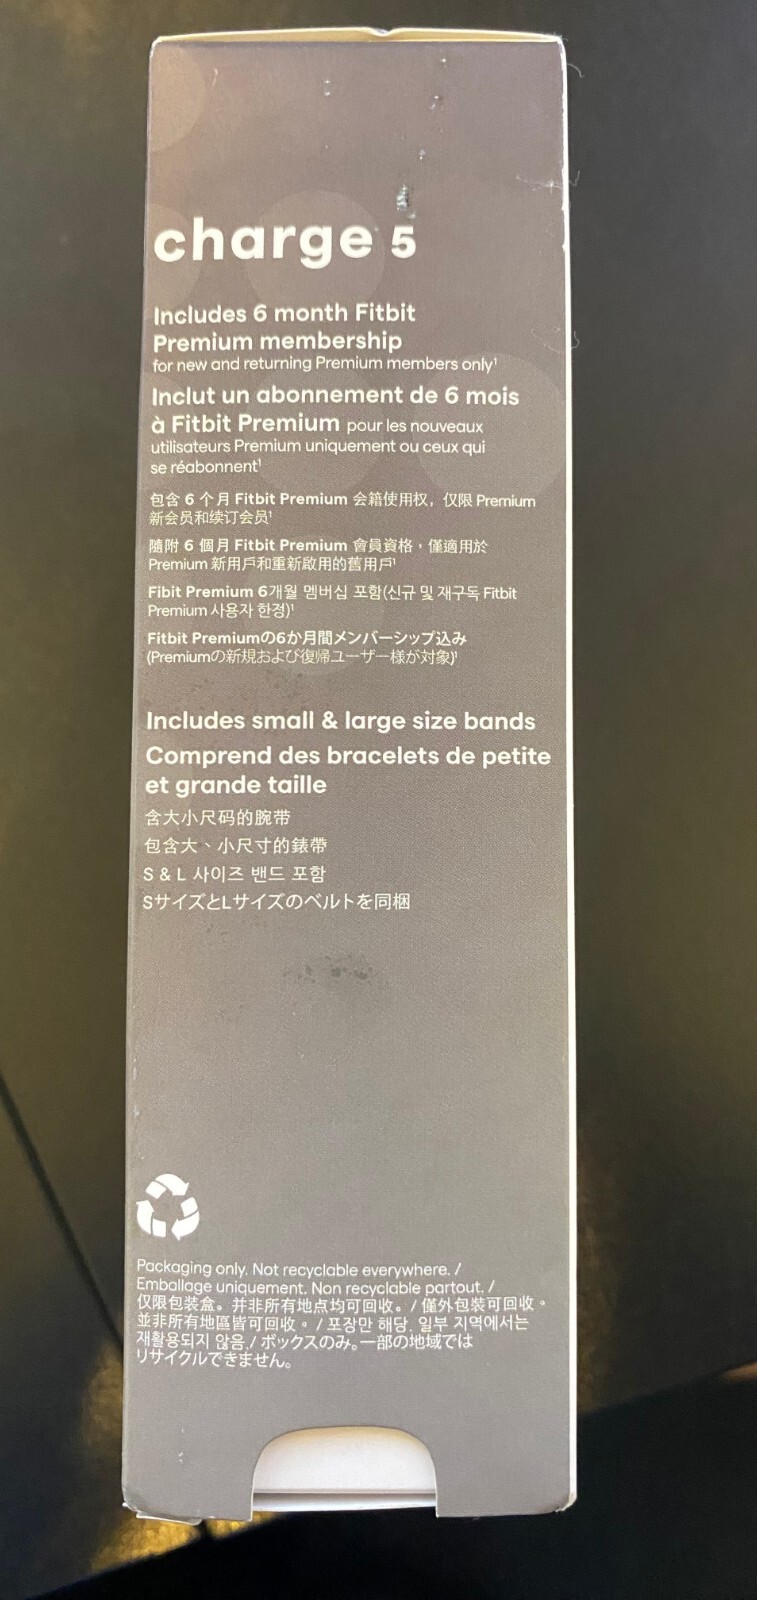 charge 5
Includes 6 month Fitbit
Premium membership
for new and returning Premium members only¹
Inclut un abonnement de 6 mois
à Fitbit Premium pour les nouveaux
utilisateurs Premium uniquement ou ceux qui
se réabonnent¹
包含 6 个月 Fitbit Premium 会籍使用权，仅限 Premium
新会员和续订会员¹
隨附 6 個月 Fitbit Premium 會員資格，僅適用於
Premium 新用戶和重新啟用的舊用戶¹
Fibit Premium 6개월 멤버십 포함(신규 및 재구독 Fitbit
Premium 사용자 한정)¹
Fitbit Premiumの6か月間メンバーシップ込み
(Premiumの新規および復帰ユーザー様が対象)¹
Includes small & large size bands
Comprend des bracelets de petite
et grande taille
含大小尺码的腕带
包含大、小尺寸的錶帶
S & L 사이즈 밴드 포함
SサイズとLサイズのベルトを同梱
Packaging only. Not recyclable everywhere. /
Emballage uniquement. Non recyclable partout. /
仅限包装盒。并非所有地点均可回收。/ 僅外包裝可回收。
並非所有地區皆可回收。/ 포장만 해당. 일부 지역에서는
재활용되지 않음./ ボックスのみ。一部の地域では
リサイクルできません。